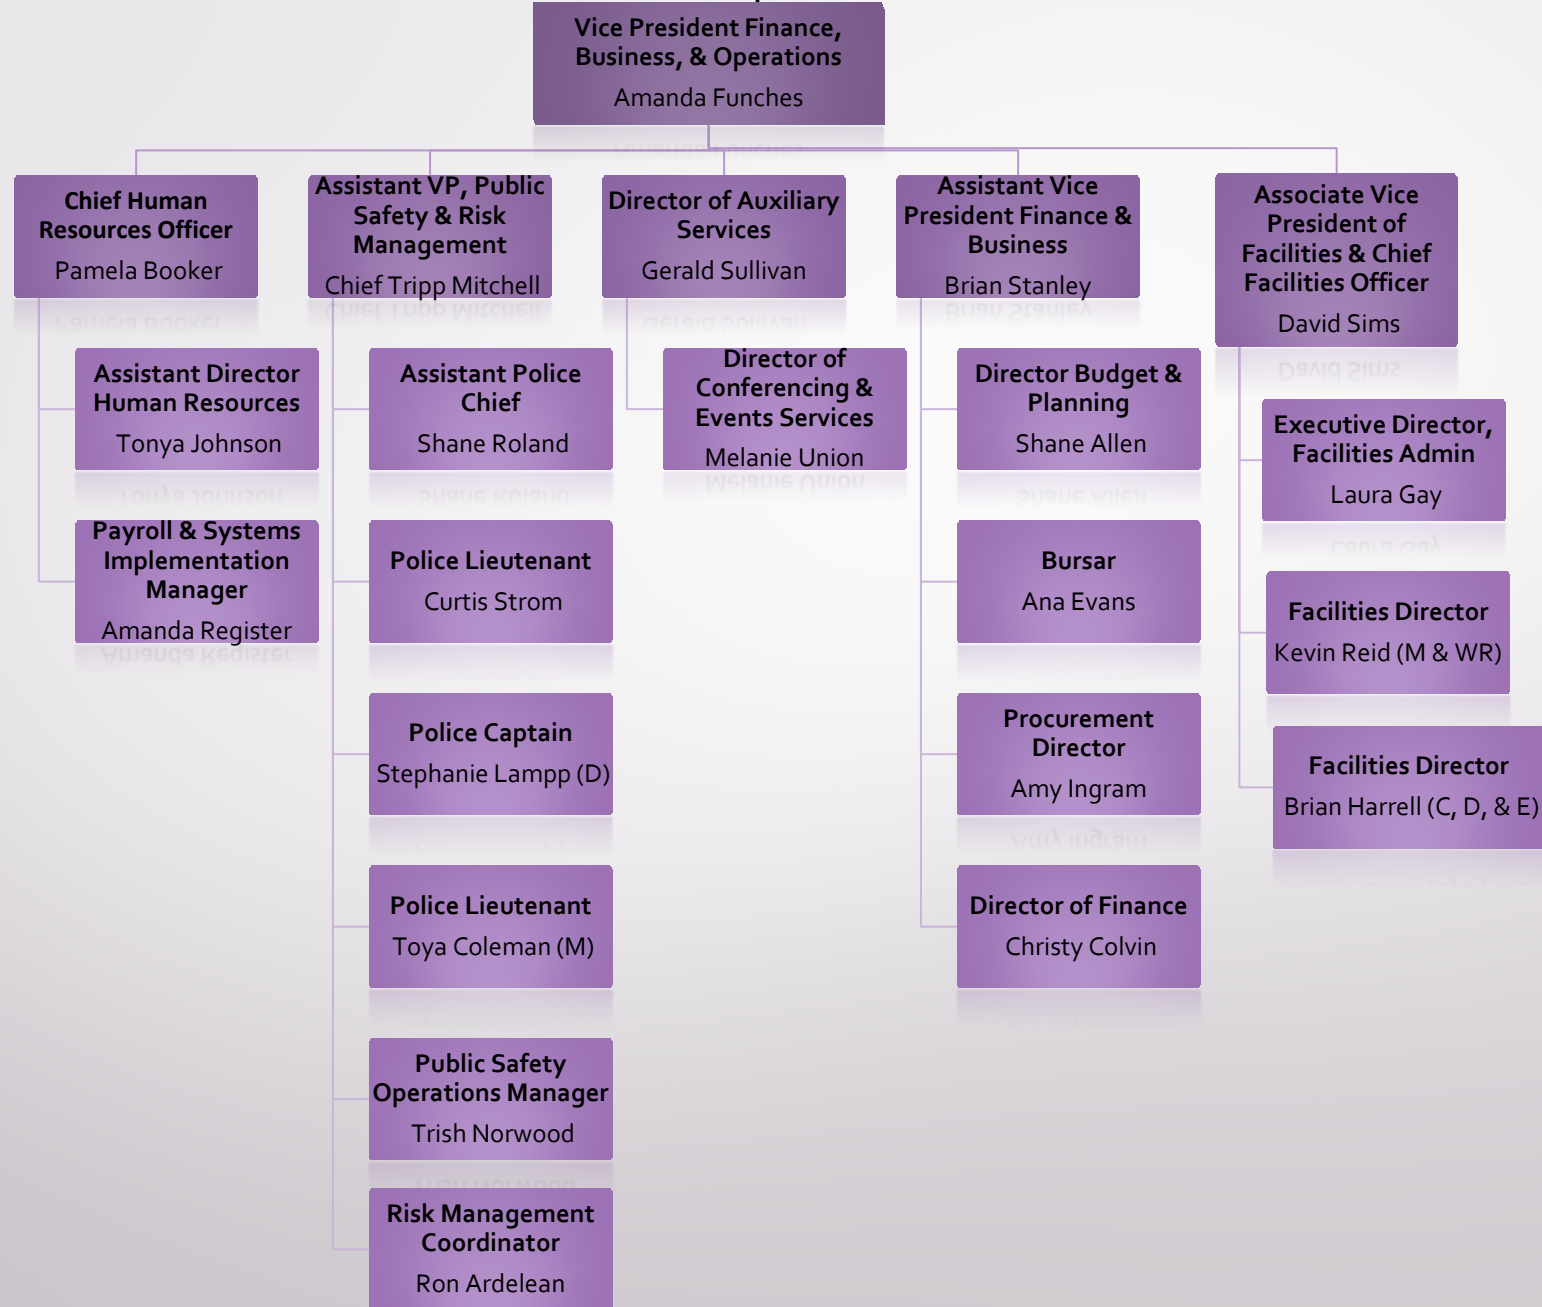 Vice President Finance,
Business, & Operations
Amanda Funches
Chief Human
Resources Officer
Pamela Booker
Assistant VP, Public
Safety & Risk
Management
Chief Tripp Mitchell
Director of Auxiliary
Services
Gerald Sullivan
Assistant Vice
President Finance &
Business
Brian Stanley
Associate Vice
President of
Facilities & Chief
Facilities Officer
David Sims
Assistant Director
Human Resources
Tonya Johnson
Payroll & Systems
Implementation
Manager
Amanda Register
Assistant Police
Chief
Shane Roland
Police Lieutenant
Curtis Strom
Police Captain
Stephanie Lampp (D)
Police Lieutenant
Toya Coleman (M)
Public Safety
Operations Manager
Trish Norwood
Risk Management
Coordinator
Ron Ardelean
Director of
Conferencing &
Events Services
Melanie Union
Director Budget &
Planning
Shane Allen
Bursar
Ana Evans
Procurement
Director
Amy Ingram
Director of Finance
Christy Colvin
Executive Director,
Facilities Admin
Laura Gay
Facilities Director
Kevin Reid (M & WR)
Facilities Director
Brian Harrell (C, D, & E)